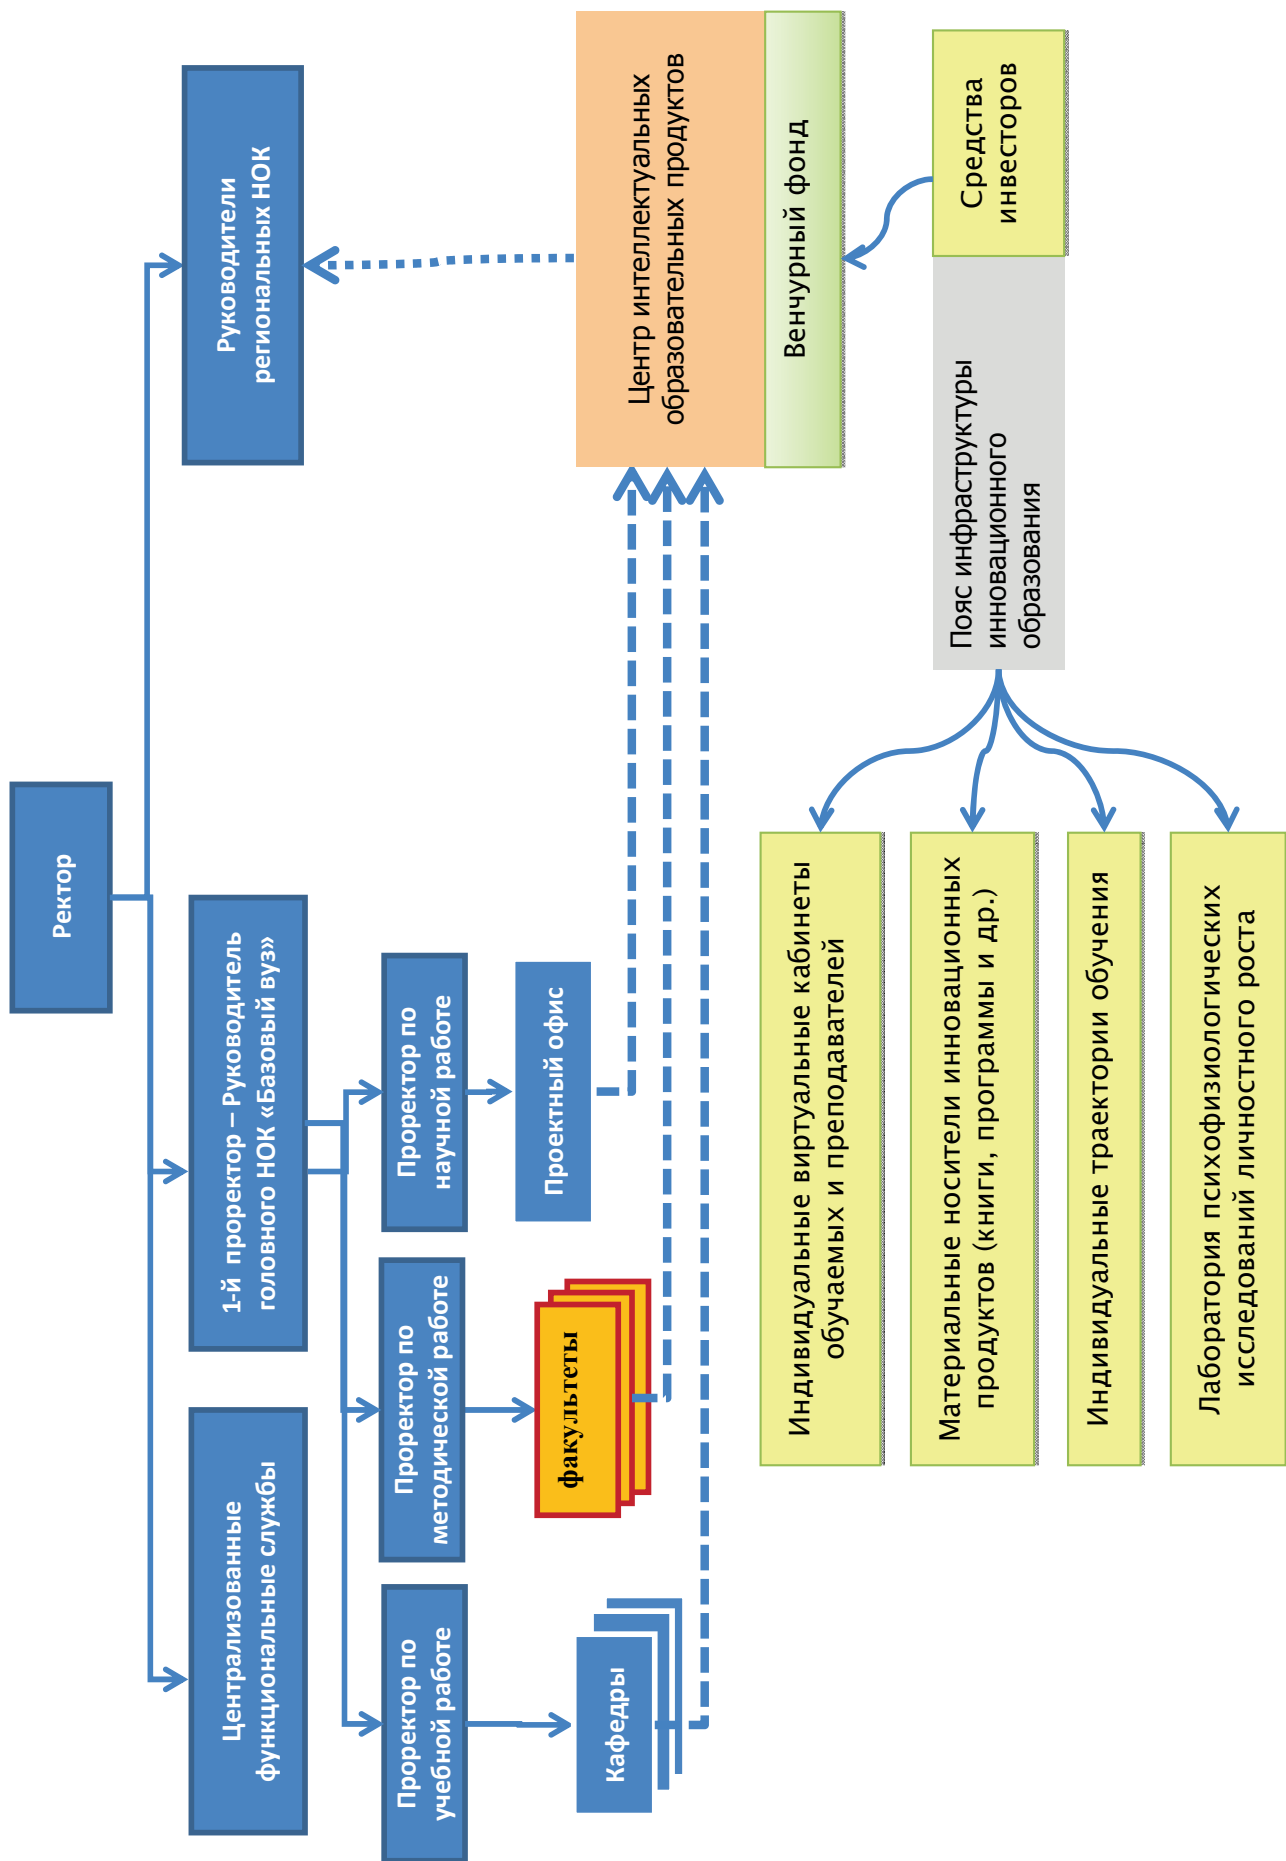 Ректор
Централизованные
функциональные службы
1-й  проректор – Руководитель
головного НОК «Базовый вуз»
Руководители
региональных НОК
Проректор по
учебной работе
Проректор по
методической работе
Проректор по
научной работе
Кафедры
факультеты
Проектный офис
Центр интеллектуальных
образовательных продуктов
Венчурный фонд
Индивидуальные виртуальные кабинеты
обучаемых и преподавателей
Материальные носители инновационных
продуктов (книги, программы и др.)
Индивидуальные траектории обучения
Лаборатория психофизиологических
исследований личностного роста
Пояс инфраструктуры
инновационного
образования
Средства
инвесторов